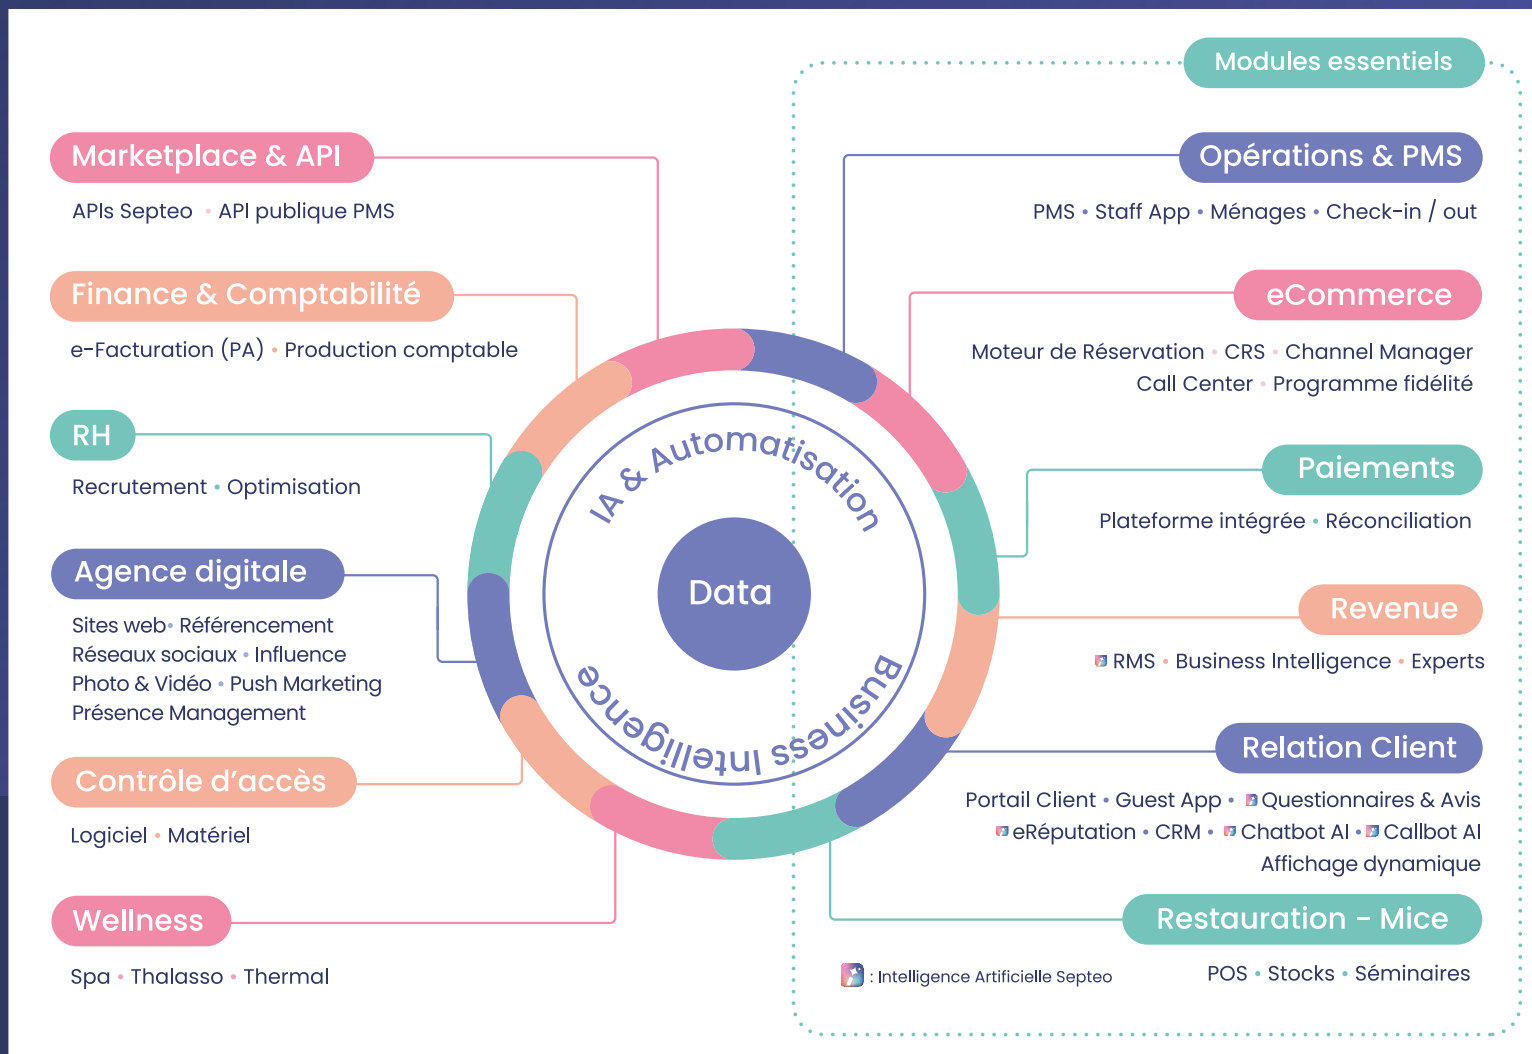 Modules essentiels
Marketplace & API
APIs Septeo • API publique PMS
Finance & Comptabilité
e-Facturation (PA) • Production comptable
RH
Recrutement • Optimisation
Agence digitale
Sites web • Référencement
Réseaux sociaux • Influence
Photo & Vidéo • Push Marketing
Présence Management
Contrôle d’accès
Logiciel • Matériel
Wellness
Spa • Thalasso • Thermal
IA & Automatisation
Data
Business Intelligence
Opérations & PMS
PMS • Staff App • Ménages • Check-in / out
eCommerce
Moteur de Réservation • CRS • Channel Manager
Call Center • Programme fidélité
Paiements
Plateforme intégrée • Réconciliation
Revenue
RMS • Business Intelligence • Experts
Relation Client
Portail Client • Guest App • Questionnaires & Avis
eRéputation • CRM • Chatbot AI • Callbot AI
Affichage dynamique
Restauration - Mice
POS • Stocks • Séminaires
: Intelligence Artificielle Septeo